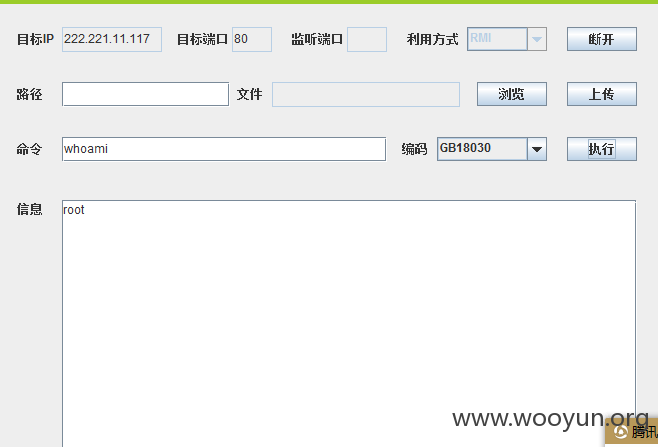 目标IP 222.221.11.117 目标端口 80 监听端口 利用方式 RMI 断开
路径 文件 浏览 上传
命令 whoami 编码 GB18030 执行
信息 root
www.wooyun.org
腾讯